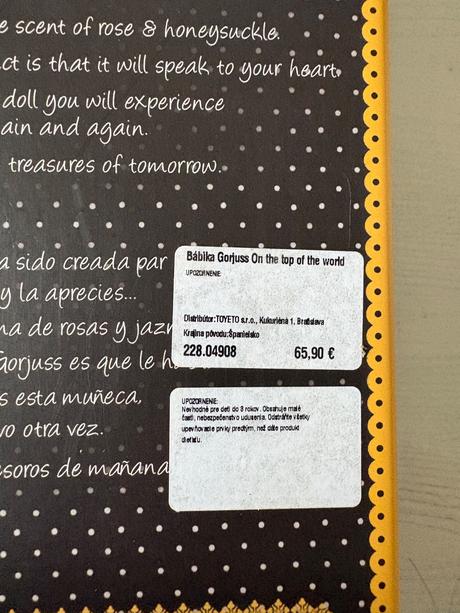 e scent of rose & honeysuckle.
ct is that it will speak to your heart.
doll you will experience
ain and again.
treasures of tomorrow.
a sido creada par
y la aprecies...
na de rosas y jazm
Gorjuss es que le h
s esta muñeca,
vo otra vez.
esoros de mañana
Bábika Gorjuss On the top of the world
UPOZORNENIE:
Distribútor:TOYETO s.r.o., Kukuričná 1, Bratislava
Krajina pôvodu:Španielsko
228.04908 65,90 €
UPOZORNENIE:
Nevhodné pre deti do 3 rokov. Obsahuje malé
časti, nebezpečenstvo udusenia. Odstráňte všetky
upevňovacie prvky predtým, než dáte produkt
dieťaťu.